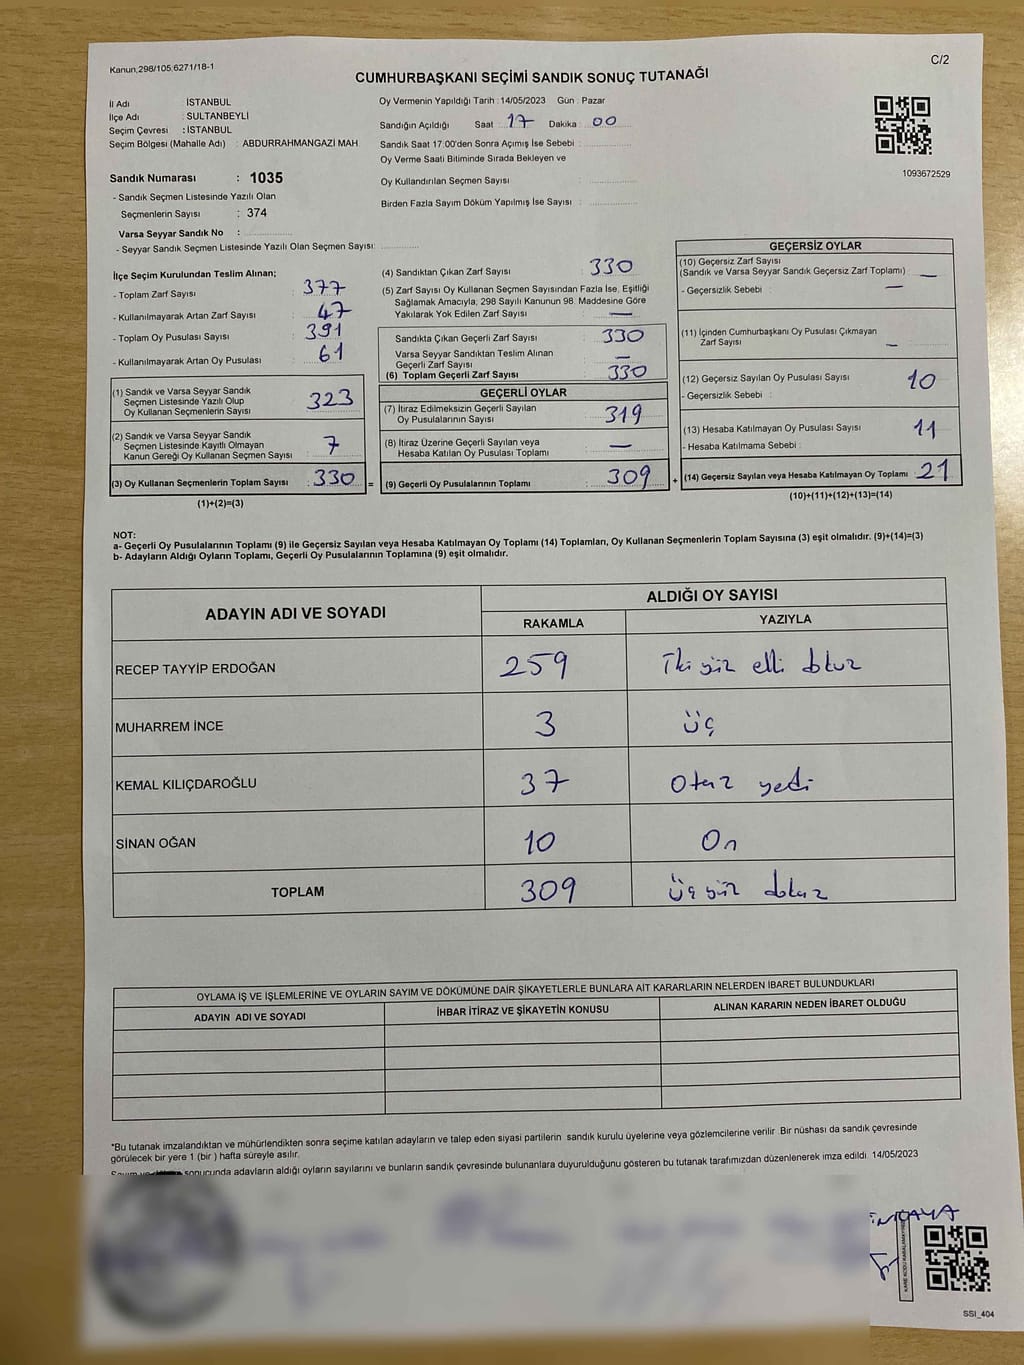 Kanun;298/105;6271/18-1
C/2
CUMHURBAŞKANI SEÇİMİ SANDIK SONUÇ TUTANAĞI
İl Adı : İSTANBUL
İlçe Adı : SULTANBEYLİ
Seçim Çevresi : İSTANBUL
Seçim Bölgesi (Mahalle Adı) : ABDURRAHMANGAZİ MAH.
Oy Vermenin Yapıldığı Tarih : 14/05/2023 Gün : Pazar
Sandığın Açıldığı Saat : 17 Dakika : 00
Sandık Saat 17:00'den Sonra Açımış İse Sebebi :
Oy Verme Saati Bitiminde Sırada Bekleyen ve
Oy Kullandırılan Seçmen Sayısı :
Birden Fazla Sayım Döküm Yapılmış İse Sayısı :
1093672529
Sandık Numarası : 1035
- Sandık Seçmen Listesinde Yazılı Olan
Seçmenlerin Sayısı : 374
Varsa Seyyar Sandık No :
- Seyyar Sandık Seçmen Listesinde Yazılı Olan Seçmen Sayısı:
İlçe Seçim Kurulundan Teslim Alınan;
- Toplam Zarf Sayısı : 377
- Kullanılmayarak Artan Zarf Sayısı : 47
- Toplam Oy Pusulası Sayısı : 391
- Kullanılmayarak Artan Oy Pusulası : 61
(1) Sandık ve Varsa Seyyar Sandık
Seçmen Listesinde Yazılı Olup
Oy Kullanan Seçmenlerin Sayısı : 323
(2) Sandık ve Varsa Seyyar Sandık
Seçmen Listesinde Kayıtlı Olmayan
Kanun Gereği Oy Kullanan Seçmen Sayısı : 7
(3) Oy Kullanan Seçmenlerin Toplam Sayısı : 330 =
(1)+(2)=(3)
(4) Sandıktan Çıkan Zarf Sayısı : 330
(5) Zarf Sayısı Oy Kullanan Seçmen Sayısından Fazla İse, Eşitliği
Sağlamak Amacıyla; 298 Sayılı Kanunun 98. Maddesine Göre
Yakılarak Yok Edilen Zarf Sayısı : —
Sandıkta Çıkan Geçerli Zarf Sayısı : 330
Varsa Seyyar Sandıktan Teslim Alınan
Geçerli Zarf Sayısı : —
(6) Toplam Geçerli Zarf Sayısı : 330
GEÇERLİ OYLAR
(7) İtiraz Edilmeksizin Geçerli Sayılan
Oy Pusulalarının Sayısı : 319
(8) İtiraz Üzerine Geçerli Sayılan veya
Hesaba Katılan Oy Pusulası Toplamı : —
(9) Geçerli Oy Pusulalarının Toplamı : 309 +
GEÇERSİZ OYLAR
(10) Geçersiz Zarf Sayısı
(Sandık ve Varsa Seyyar Sandık Geçersiz Zarf Toplamı) : —
- Geçersizlik Sebebi : —
(11) İçinden Cumhurbaşkanı Oy Pusulası Çıkmayan
Zarf Sayısı : —
(12) Geçersiz Sayılan Oy Pusulası Sayısı : 10
- Geçersizlik Sebebi :
(13) Hesaba Katılmayan Oy Pusulası Sayısı : 11
- Hesaba Katılmama Sebebi :
(14) Geçersiz Sayılan veya Hesaba Katılmayan Oy Toplamı : 21
(10)+(11)+(12)+(13)=(14)
NOT:
a- Geçerli Oy Pusulalarının Toplamı (9) ile Geçersiz Sayılan veya Hesaba Katılmayan Oy Toplamı (14) Toplamları, Oy Kullanan Seçmenlerin Toplam Sayısına (3) eşit olmalıdır. (9)+(14)=(3)
b- Adayların Aldığı Oyların Toplamı, Geçerli Oy Pusulalarının Toplamına (9) eşit olmalıdır.
ADAYIN ADI VE SOYADI
ALDIĞI OY SAYISI
RAKAMLA YAZIYLA
RECEP TAYYİP ERDOĞAN 259 İki yüz elli dokuz
MUHARREM İNCE 3 üç
KEMAL KILIÇDAROĞLU 37 Otuz yedi
SİNAN OĞAN 10 On
TOPLAM 309 üç yüz dokuz
OYLAMA İŞ VE İŞLEMLERİNE VE OYLARIN SAYIM VE DÖKÜMÜNE DAİR ŞİKAYETLERLE BUNLARA AİT KARARLARIN NELERDEN İBARET BULUNDUKLARI
ADAYIN ADI VE SOYADI İHBAR İTİRAZ VE ŞİKAYETİN KONUSU ALINAN KARARIN NEDEN İBARET OLDUĞU
*Bu tutanak imzalandıktan ve mühürlendikten sonra seçime katılan adayların ve talep eden siyasi partilerin sandık kurulu üyelerine veya gözlemcilerine verilir. Bir nüshası da sandık çevresinde
görülecek bir yere 1 (bir ) hafta süreyle asılır.
sonucunda adayların aldığı oyların sayılarını ve bunların sandık çevresinde bulunanlara duyurulduğunu gösteren bu tutanak tarafımızdan düzenlenerek imza edildi. 14/05/2023
SSI_404